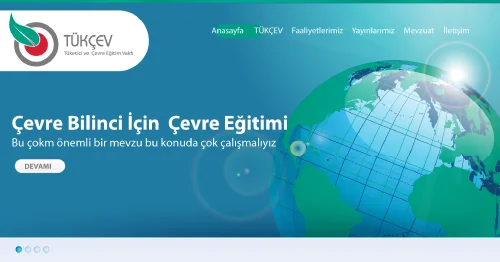 TÜKÇEV
Tüketici ve Çevre Eğitim Vakfı
Anasayfa TÜKÇEV Faaliyetlerimiz Yayınlarımız Mevzuat İletişim
Çevre Bilinci İçin Çevre Eğitimi
Bu çokm önemli bir mevzu bu konuda çok çalışmalıyız
DEVAMI